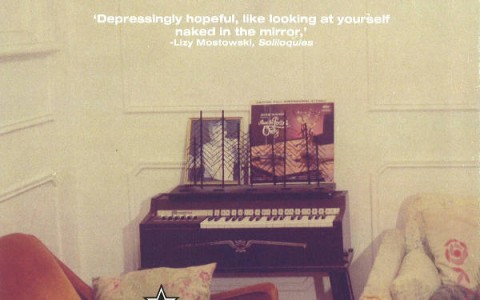 'Depressingly hopeful, like looking at yourself
naked in the mirror,'
-Lizy Mostowski, Soliloquies